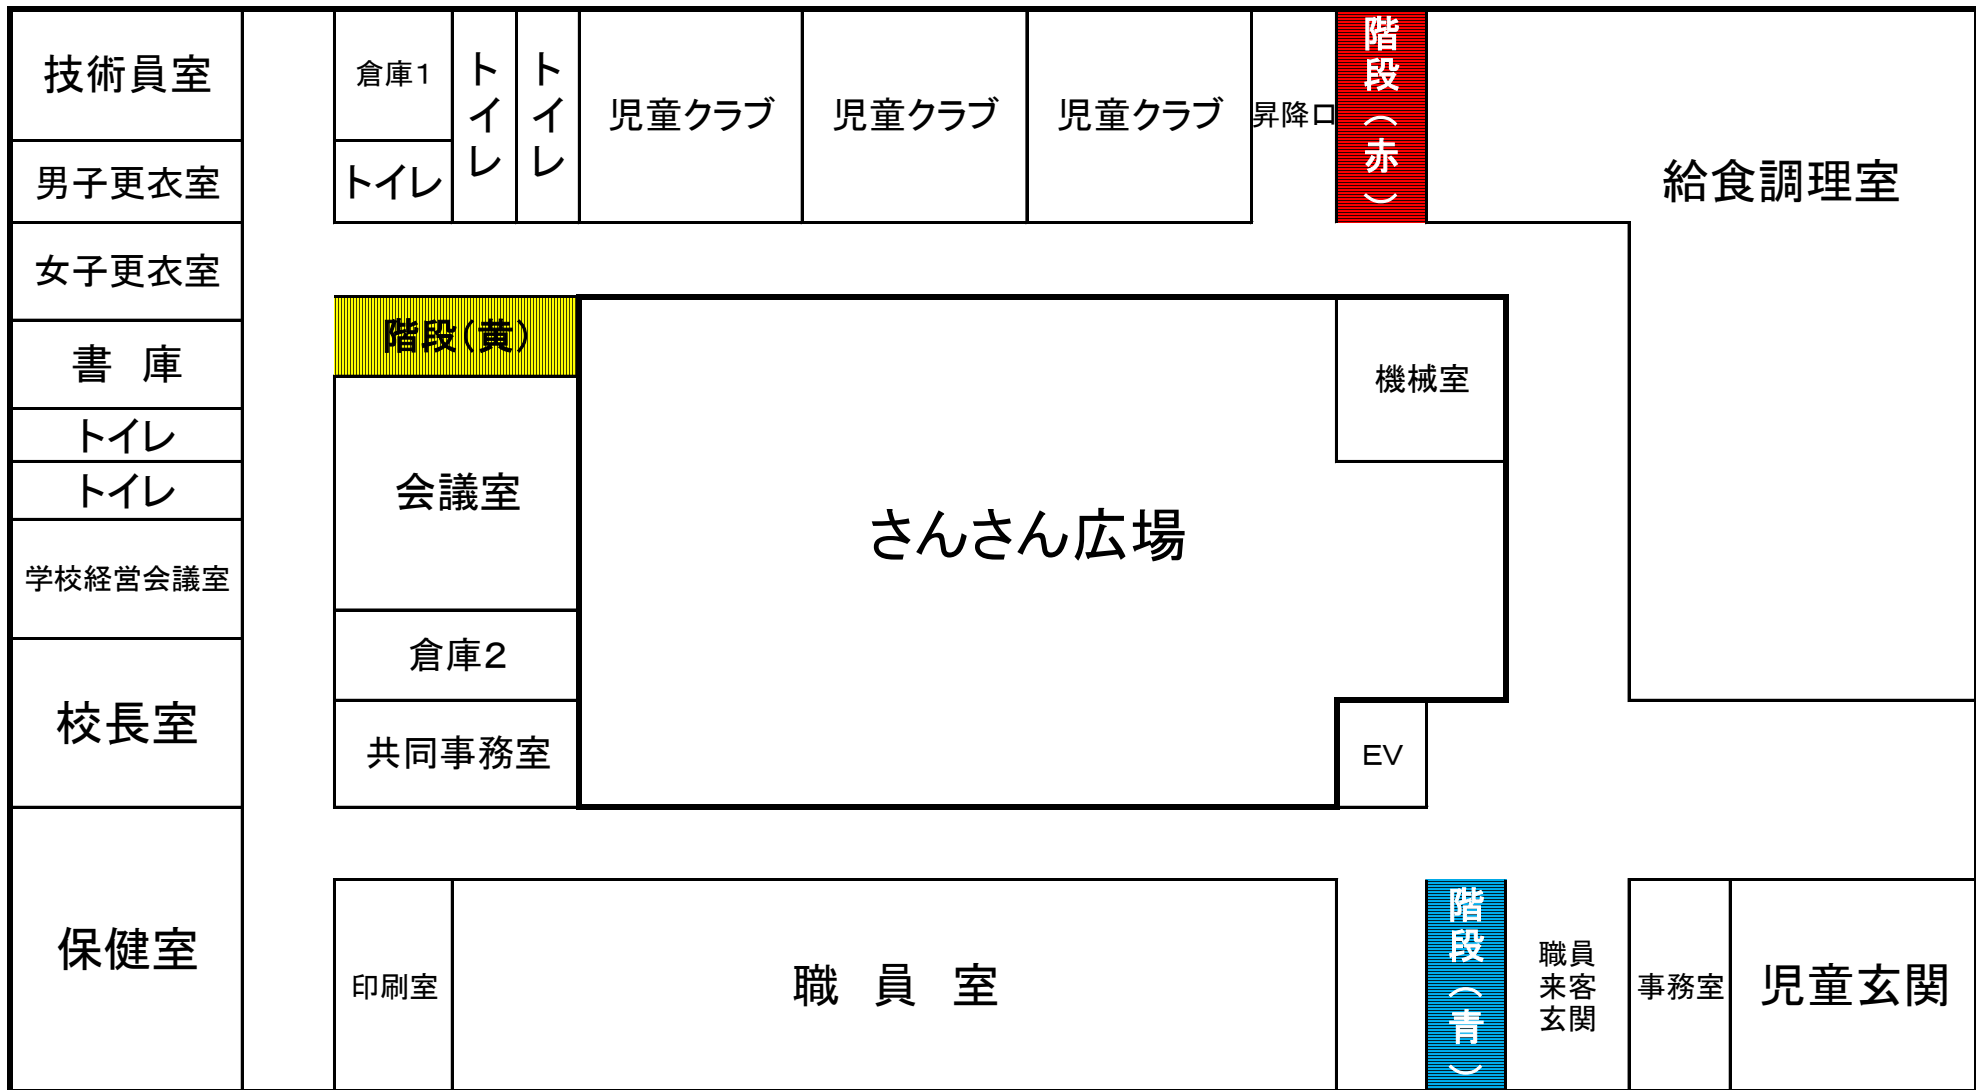 技術員室
男子更衣室
女子更衣室
書　庫
トイレ
トイレ
学校経営会議室
校長室
保健室
倉庫１
トイレ
トイレ
トイレ
児童クラブ
児童クラブ
児童クラブ
昇降口
階段（赤）
給食調理室
階段（黄）
会議室
倉庫２
共同事務室
さんさん広場
機械室
EV
印刷室
職　員　室
階段（青）
職員
来客
玄関
事務室
児童玄関